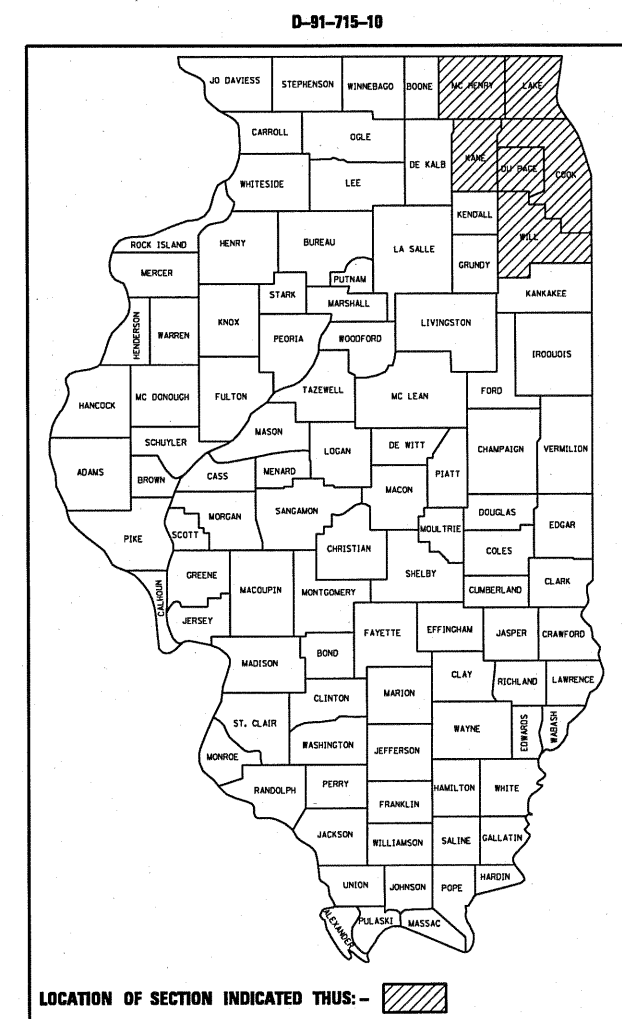 D-91-715-10
JO DAVIESS
STEPHENSON
WINNEBAGO
BOONE
MC HENRY
LAKE
CARROLL
OGLE
DE KALB
KANE
DU PAGE
COOK
WHITESIDE
LEE
KENDALL
WILL
ROCK ISLAND
HENRY
BUREAU
LA SALLE
GRUNDY
MERCER
PUTNAM
KANKAKEE
STARK
MARSHALL
HENDERSON
WARREN
KNOX
PEORIA
WOODFORD
LIVINGSTON
IROQUOIS
HANCOCK
MC DONOUGH
FULTON
TAZEWELL
MC LEAN
FORD
MASON
SCHUYLER
LOGAN
DE WITT
CHAMPAIGN
VERMILION
ADAMS
BROWN
CASS
MENARD
PIATT
MACON
MORGAN
SANGAMON
DOUGLAS
EDGAR
PIKE
SCOTT
CHRISTIAN
MOULTRIE
COLES
SHELBY
GREENE
MACOUPIN
MONTGOMERY
CUMBERLAND
CLARK
CALHOUN
JERSEY
FAYETTE
EFFINGHAM
JASPER
CRAWFORD
MADISON
BOND
CLAY
RICHLAND
LAWRENCE
CLINTON
MARION
ST. CLAIR
WAYNE
EDWARDS
WABASH
WASHINGTON
JEFFERSON
MONROE
RANDOLPH
PERRY
HAMILTON
WHITE
FRANKLIN
JACKSON
WILLIAMSON
SALINE
GALLATIN
UNION
JOHNSON
POPE
HARDIN
ALEXANDER
PULASKI
MASSAC
LOCATION OF SECTION INDICATED THUS: -